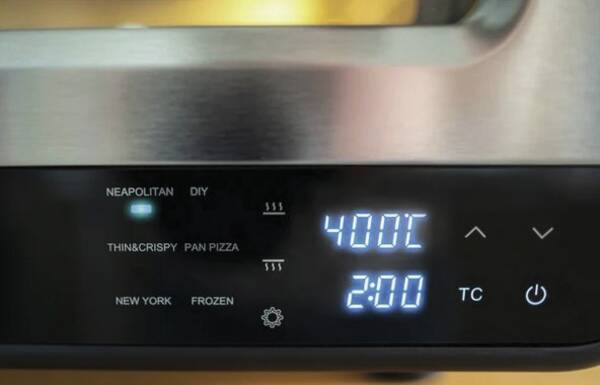 NEAPOLITAN DIY
400℃
THIN&CRISPY PAN PIZZA
2:00 TC
NEW YORK FROZEN